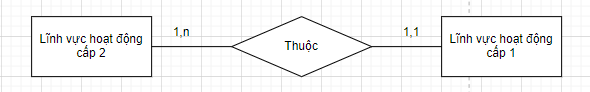 Lĩnh vực hoạt động
cấp 2
1,n
Thuộc
1,1
Lĩnh vực hoạt động
cấp 1